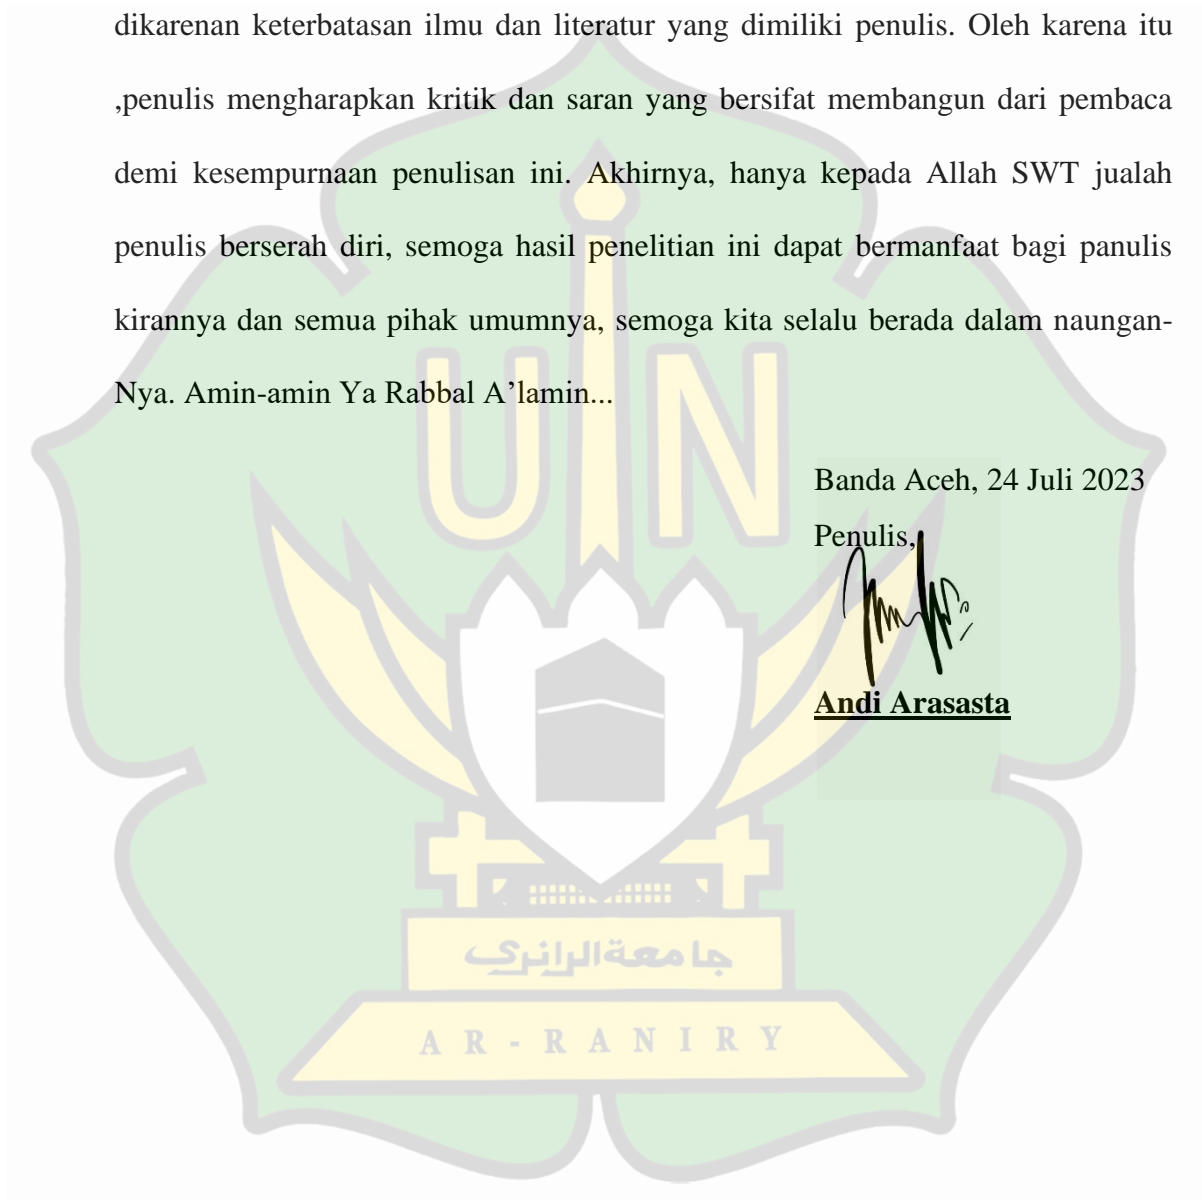 dikarenan keterbatasan ilmu dan literatur yang dimiliki penulis. Oleh karena itu
,penulis mengharapkan kritik dan saran yang bersifat membangun dari pembaca
demi kesempurnaan penulisan ini. Akhirnya, hanya kepada Allah SWT jualah
penulis berserah diri, semoga hasil penelitian ini dapat bermanfaat bagi panulis
kirannya dan semua pihak umumnya, semoga kita selalu berada dalam naungan-
Nya. Amin-amin Ya Rabbal A’lamin...
UIN
Banda Aceh, 24 Juli 2023
Penulis,
Andi Arasasta
جامعة الرانرك
AR-RANIRY